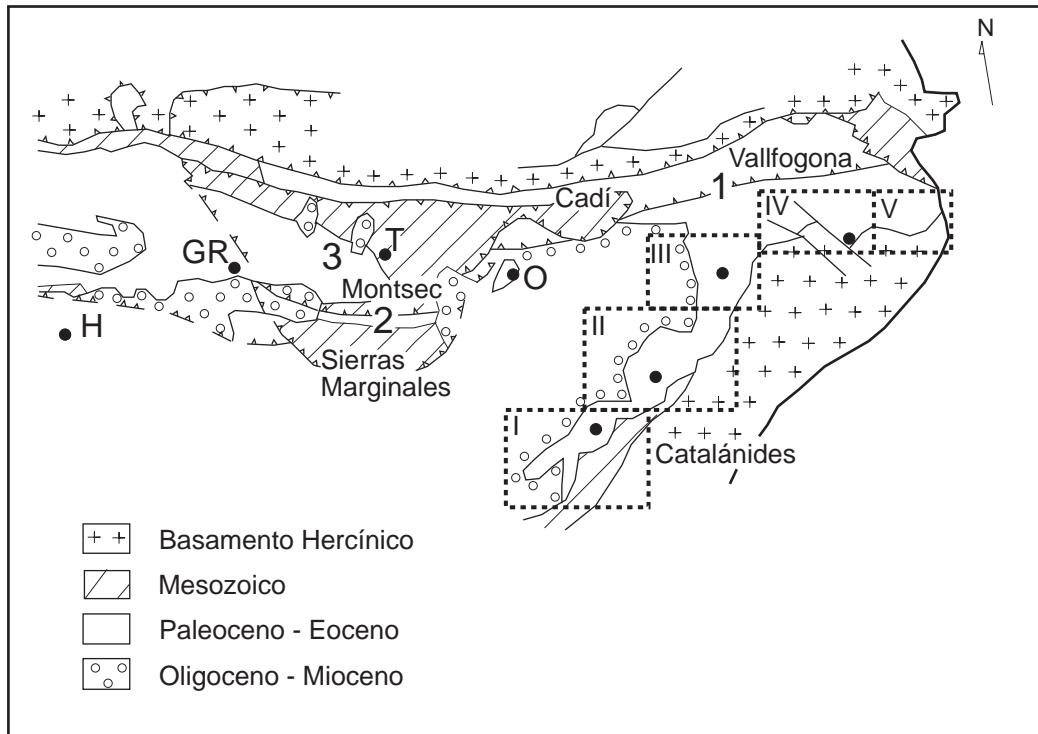 N
Vallfogona
1
Cadí
IV
V
3
T
GR
III
O
Montsec
2
H
II
Sierras
Marginales
I
Catalánides
Basamento Hercínico
Mesozoico
Paleoceno - Eoceno
Oligoceno - Mioceno